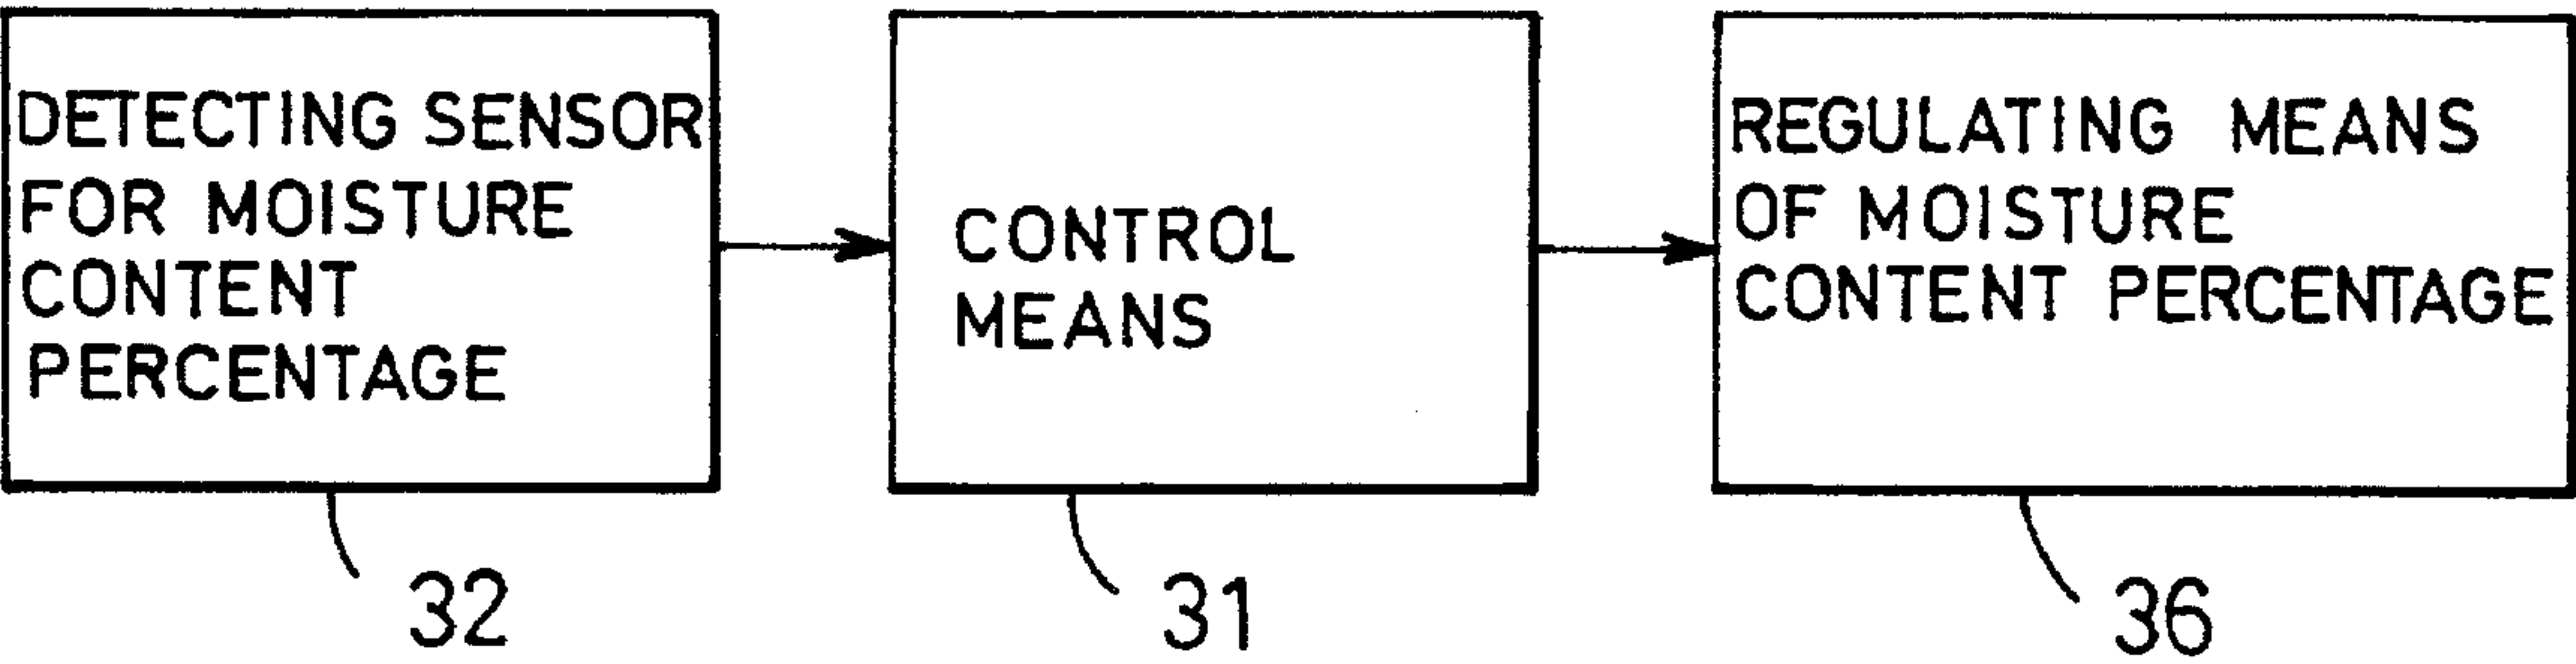 DETECTING SENSOR
FOR MOISTURE
CONTENT
PERCENTAGE
CONTROL
MEANS
REGULATING MEANS
OF MOISTURE
CONTENT PERCENTAGE
32
31
36